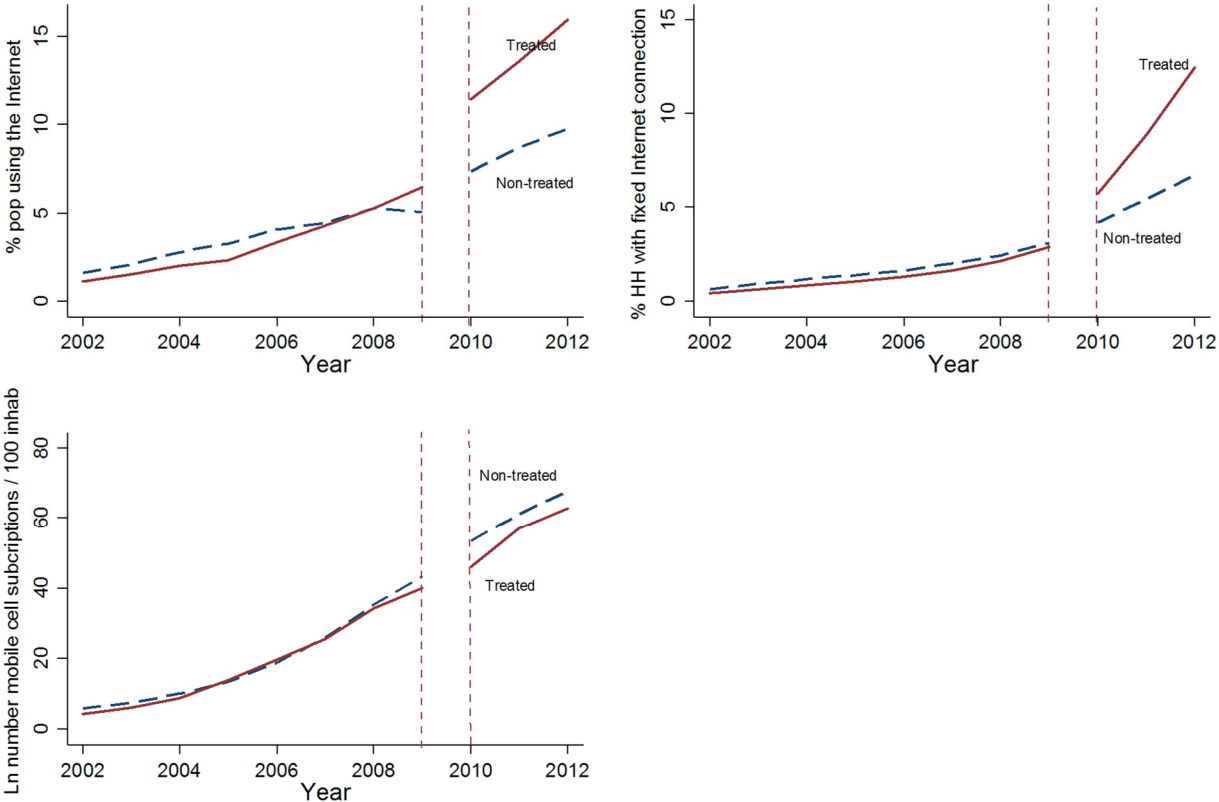 % pop using the Internet
15
10
5
0
Treated
Non-treated
2002 2004 2006 2008 2010 2012
Year
% HH with fixed Internet connection
15
10
5
0
Treated
Non-treated
2002 2004 2006 2008 2010 2012
Year
Ln number mobile cell subcriptions / 100 inhab
80
60
40
20
0
Non-treated
Treated
2002 2004 2006 2008 2010 2012
Year